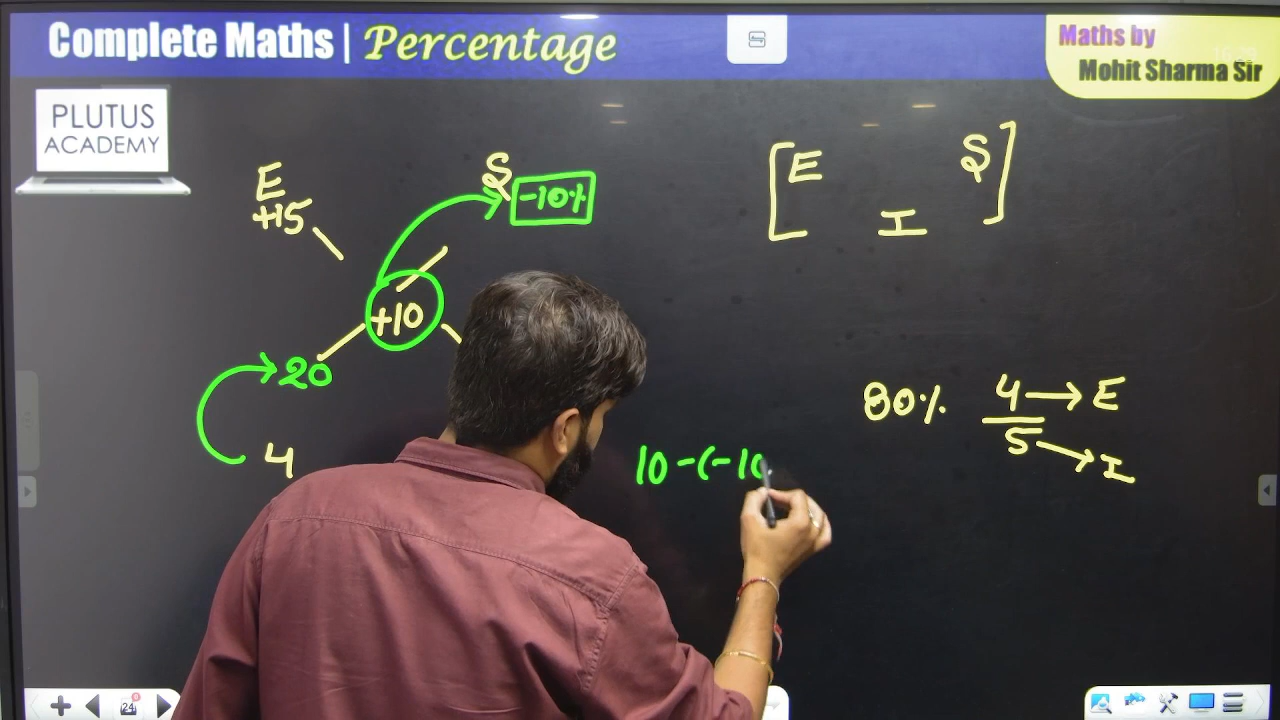 Complete Maths | Percentage
Maths by
Mohit Sharma Sir
PLUTUS
ACADEMY
E
+15
S
-10%
+10
20
4
E S
I
80% 4 → E
5 → I
10 -(-10
24